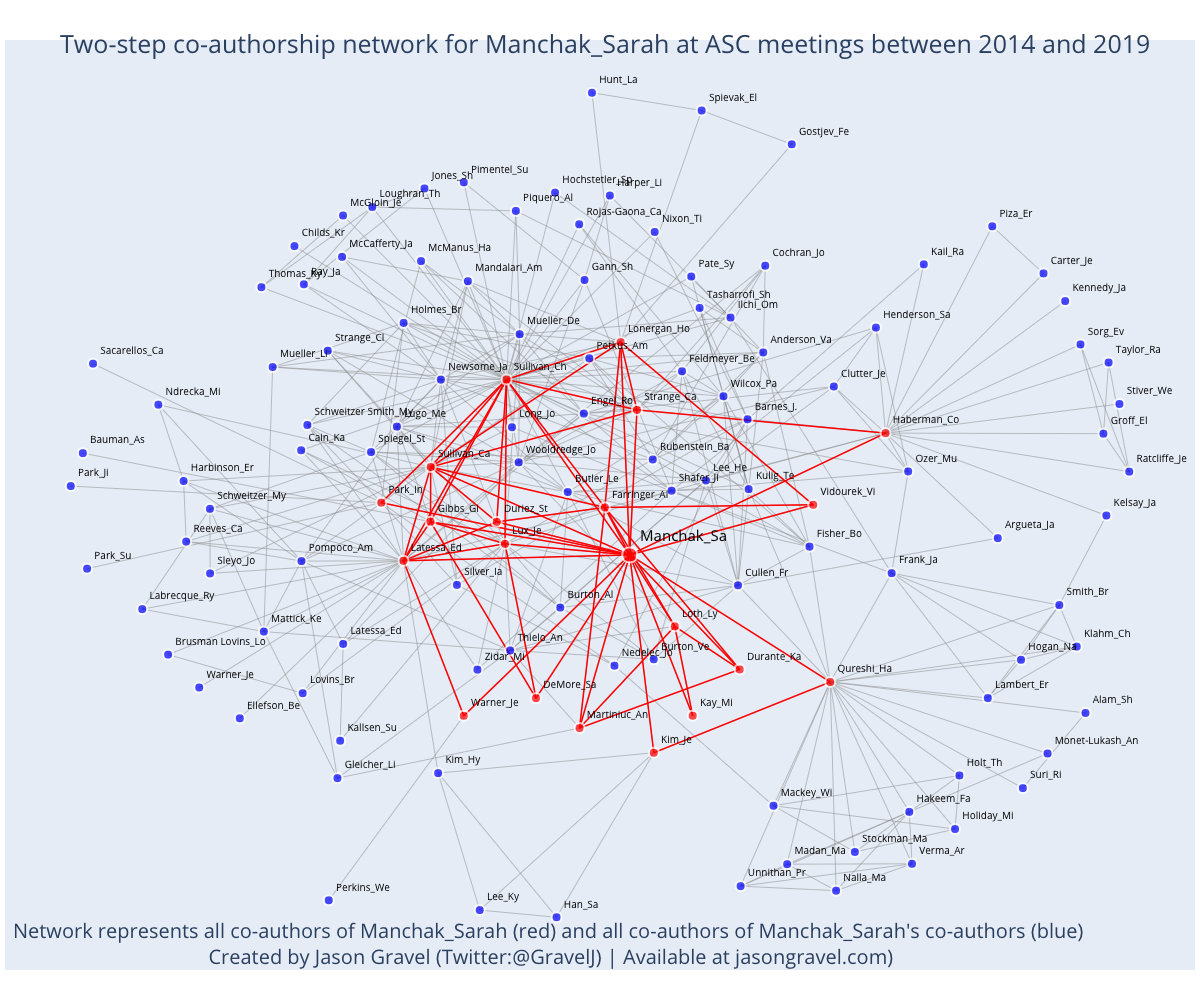 Two-step co-authorship network for Manchak_Sarah at ASC meetings between 2014 and 2019
Hunt_La
Spievak_El
Gostjev_Fe
Pimentel_Su
Jones_Sh
Hochstetler_Sp
Harper_Li
Loughran_Th
McGloin_Je
Piquero_Al
Rojas-Gaona_Ca
Nixon_Ti
Piza_Er
Childs_Kr
McCafferty_Ja
McManus_Ha
Cochran_Jo
Kail_Ra
Carter_Je
Thomas_Ky
Ray_Ja
Mandalari_Am
Gann_Sh
Pate_Sy
Kennedy_Ja
Tasharrofi_Sh
Ilchi_Om
Holmes_Br
Henderson_Sa
Mueller_De
Lonergan_Ho
Sorg_Ev
Strange_Ci
Petkus_Am
Anderson_Va
Taylor_Ra
Sacarellos_Ca
Mueller_Li
Newsome_Ja
Sullivan_Ch
Feldmeyer_Be
Clutter_Je
Stiver_We
Ndrecka_Mi
Strange_Ca
Wilcox_Pa
Schweitzer Smith_My
Lugo_Me
Long_Jo
Engel_Ro
Barnes_J.
Haberman_Co
Groff_El
Bauman_As
Cain_Ka
Spiegel_St
Wooldredge_Jo
Rubenstein_Ba
Ratcliffe_Je
Park_Ji
Harbinson_Er
Sullivan_Ca
Butler_Le
Shafer_Ji
Lee_He
Kulig_Te
Ozer_Mu
Schweitzer_My
Park_In
Gibbs_Gl
Duriez_St
Farringer_Al
Vidourek_Vi
Kelsay_Ja
Reeves_Ca
Lux_Je
Manchak_Sa
Fisher_Bo
Argueta_Ja
Park_Su
Sleyo_Jo
Pompoco_Am
Latessa_Ed
Silver_Ia
Cullen_Fr
Frank_Ja
Labrecque_Ry
Burton_Al
Smith_Br
Mattick_Ke
Latessa_Ed
Thielo_An
Loth_Ly
Klahm_Ch
Brusman Lovins_Lo
Zidar_Mi
Nedelec_Jo
Burton_Ve
Durante_Ka
Qureshi_Ha
Hogan_Na
Warner_Je
Lovins_Br
DeMore_Sa
Lambert_Er
Ellefson_Be
Warner_Je
Martiniuc_An
Kay_Mi
Alam_Sh
Kallsen_Su
Kim_Je
Monet-Lukash_An
Gleicher_Li
Kim_Hy
Holt_Th
Suri_Ri
Mackey_Wi
Hakeem_Fa
Holiday_Mi
Stockman_Ma
Madan_Ma
Verma_Ar
Unnithan_Pr
Nalla_Ma
Perkins_We
Lee_Ky
Han_Sa
Network represents all co-authors of Manchak_Sarah (red) and all co-authors of Manchak_Sarah's co-authors (blue)
Created by Jason Gravel (Twitter:@GravelJ) | Available at jasongravel.com)